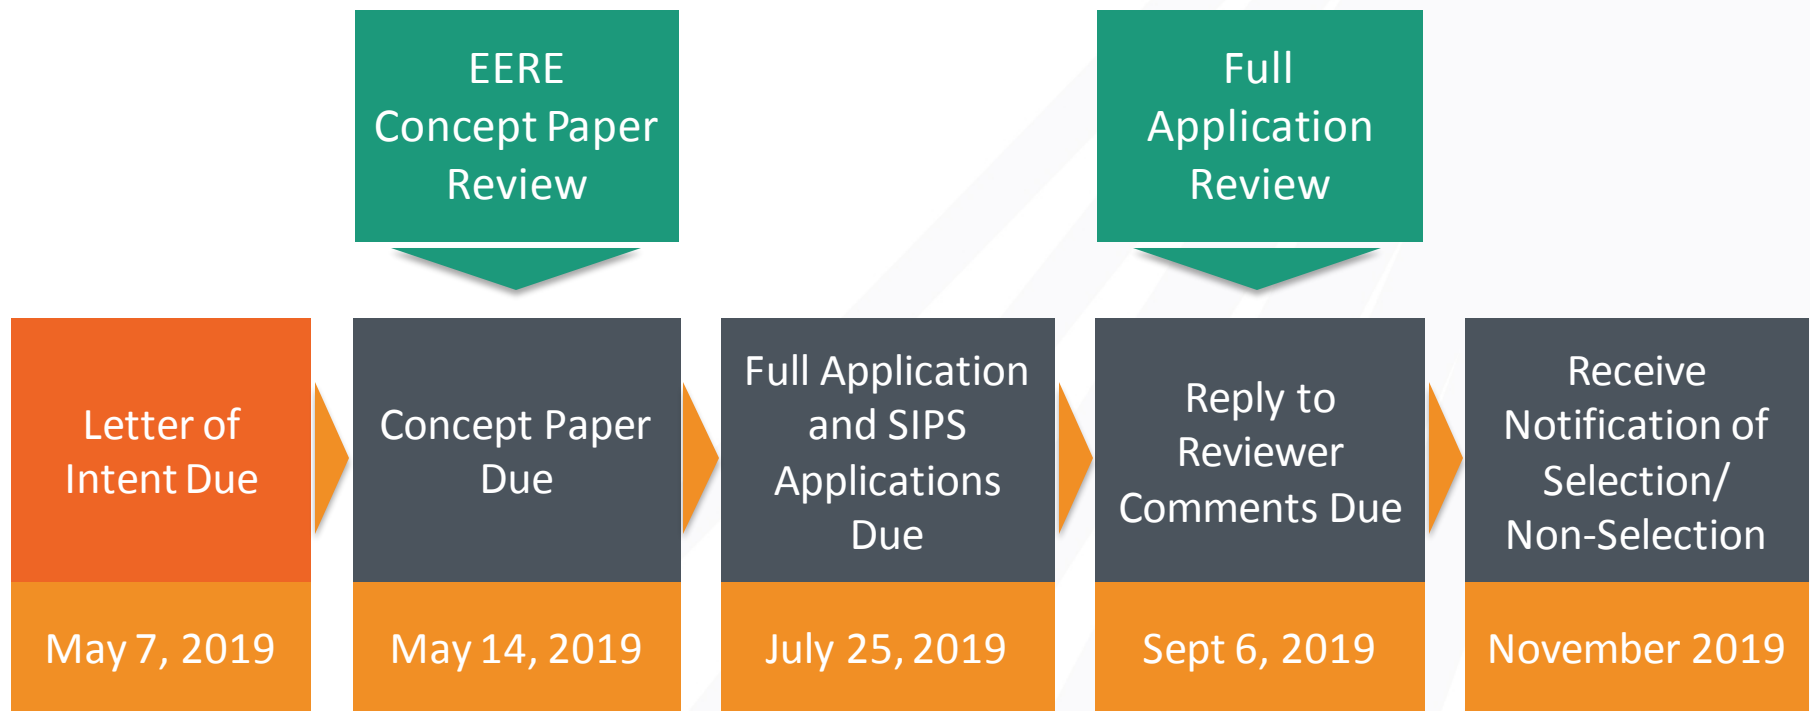 EERE
Concept Paper
Review
Full
Application
Review
Letter of
Intent Due
May 7, 2019
Concept Paper
Due
May 14, 2019
Full Application
and SIPS
Applications
Due
July 25, 2019
Reply to
Reviewer
Comments Due
Sept 6, 2019
Receive
Notification of
Selection/
Non-Selection
November 2019